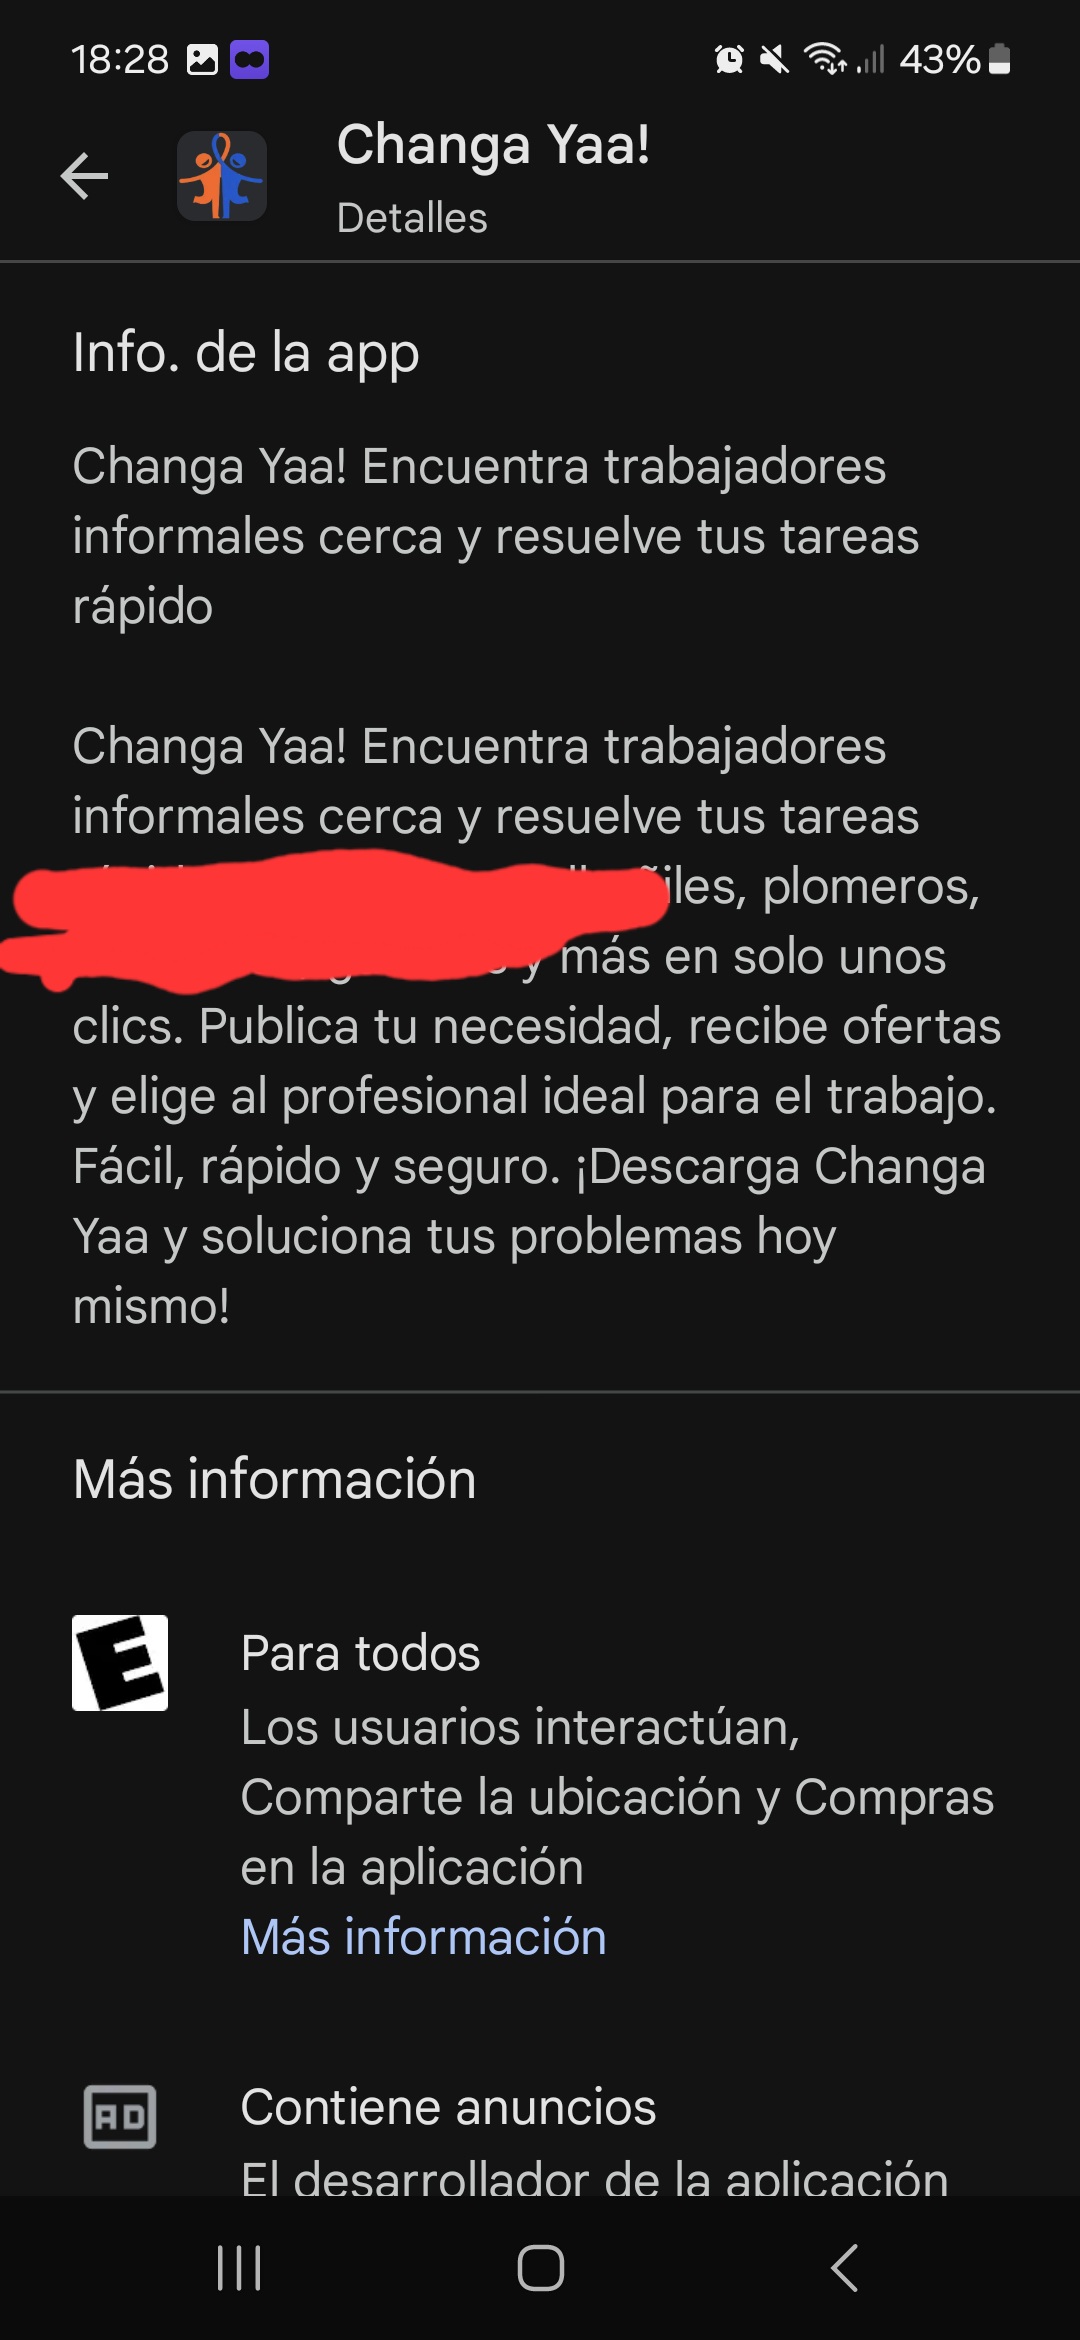 18:28
43%
Changa Yaa!
Detalles
Info. de la app
Changa Yaa! Encuentra trabajadores
informales cerca y resuelve tus tareas
rápido
Changa Yaa! Encuentra trabajadores
informales cerca y resuelve tus tareas
plomeros,
y más en solo unos
clics. Publica tu necesidad, recibe ofertas
y elige al profesional ideal para el trabajo.
Fácil, rápido y seguro. ¡Descarga Changa
Yaa y soluciona tus problemas hoy
mismo!
Más información
E
Para todos
Los usuarios interactúan,
Comparte la ubicación y Compras
en la aplicación
Más información
AD
Contiene anuncios
El desarrollador de la aplicación